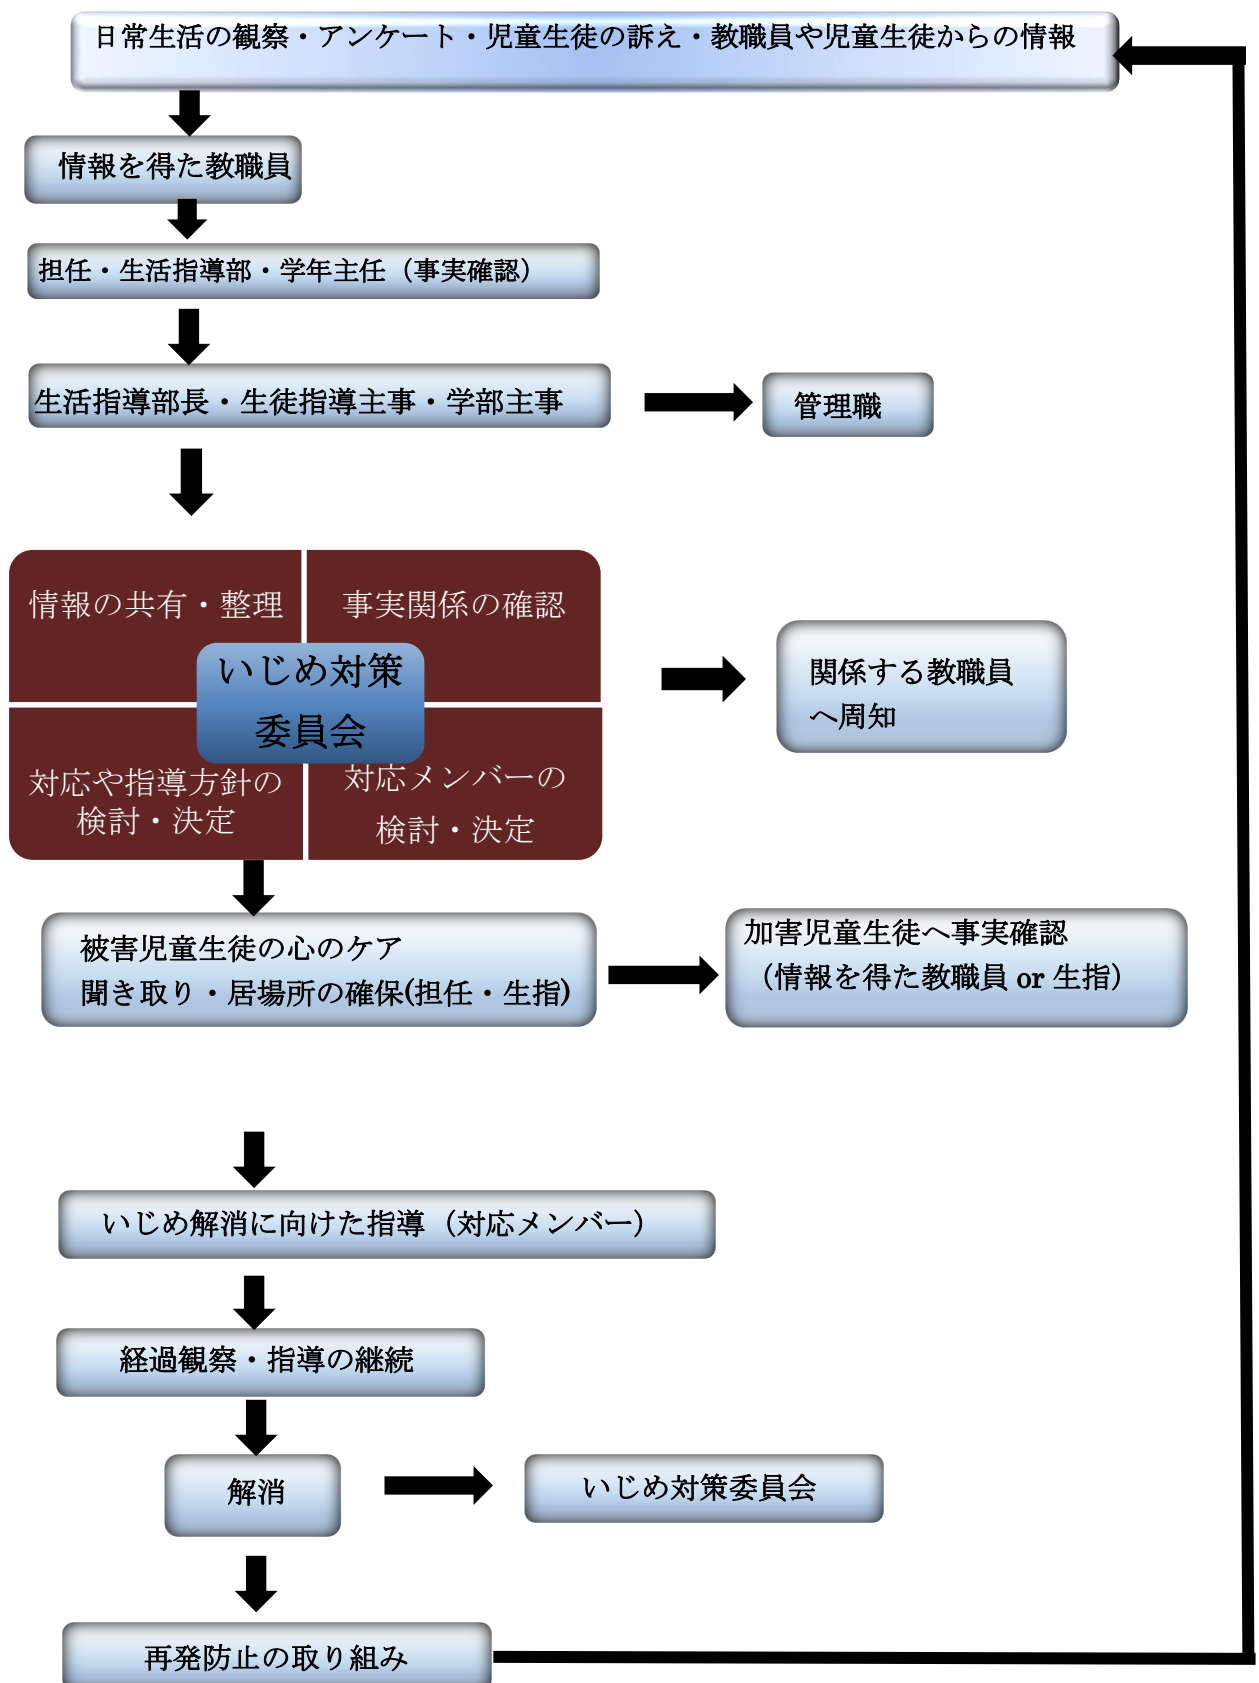 日常生活の観察・アンケート・児童生徒の訴え・教職員や児童生徒からの情報
情報を得た教職員
担任・生活指導部・学年主任（事実確認）
生活指導部長・生徒指導主事・学部主事
管理職
情報の共有・整理
事実関係の確認
いじめ対策
委員会
対応や指導方針の
検討・決定
対応メンバーの
検討・決定
関係する教職員
へ周知
被害児童生徒の心のケア
聞き取り・居場所の確保(担任・生指)
加害児童生徒へ事実確認
（情報を得た教職員 or 生指）
いじめ解消に向けた指導（対応メンバー）
経過観察・指導の継続
解消
いじめ対策委員会
再発防止の取り組み